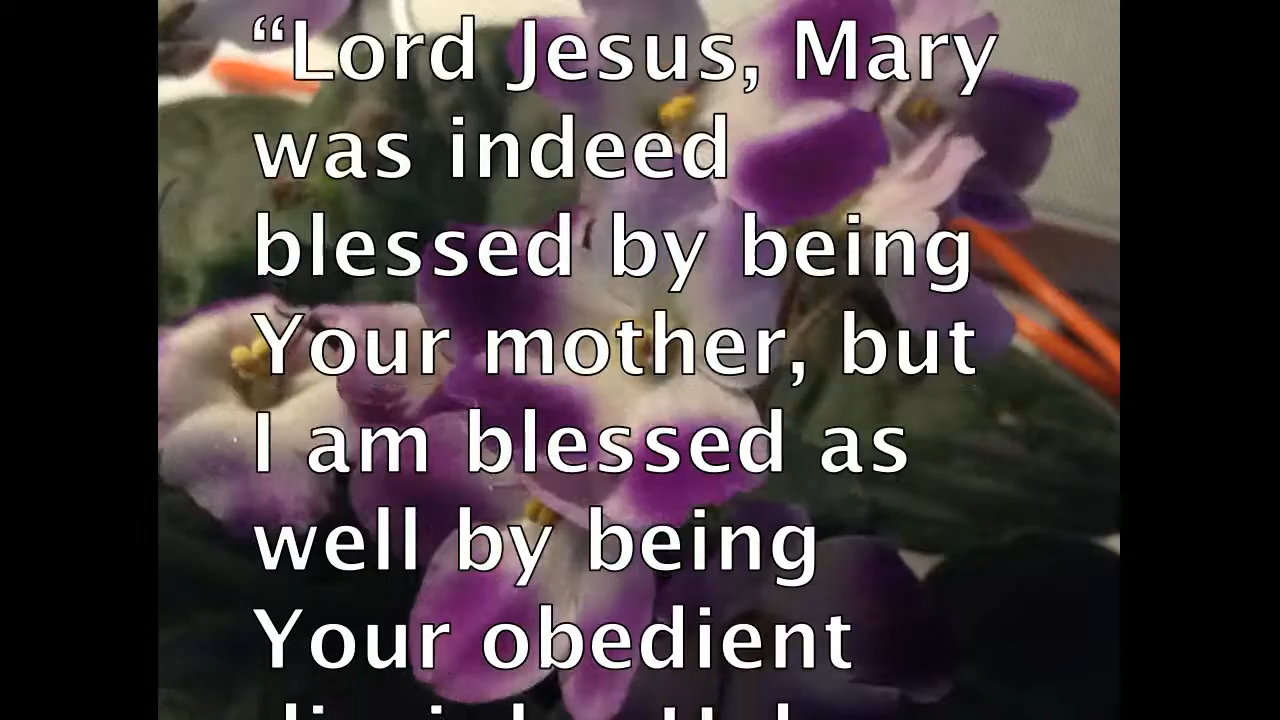 “Lord Jesus, Mary
was indeed
blessed by being
Your mother, but
I am blessed as
well by being
Your obedient